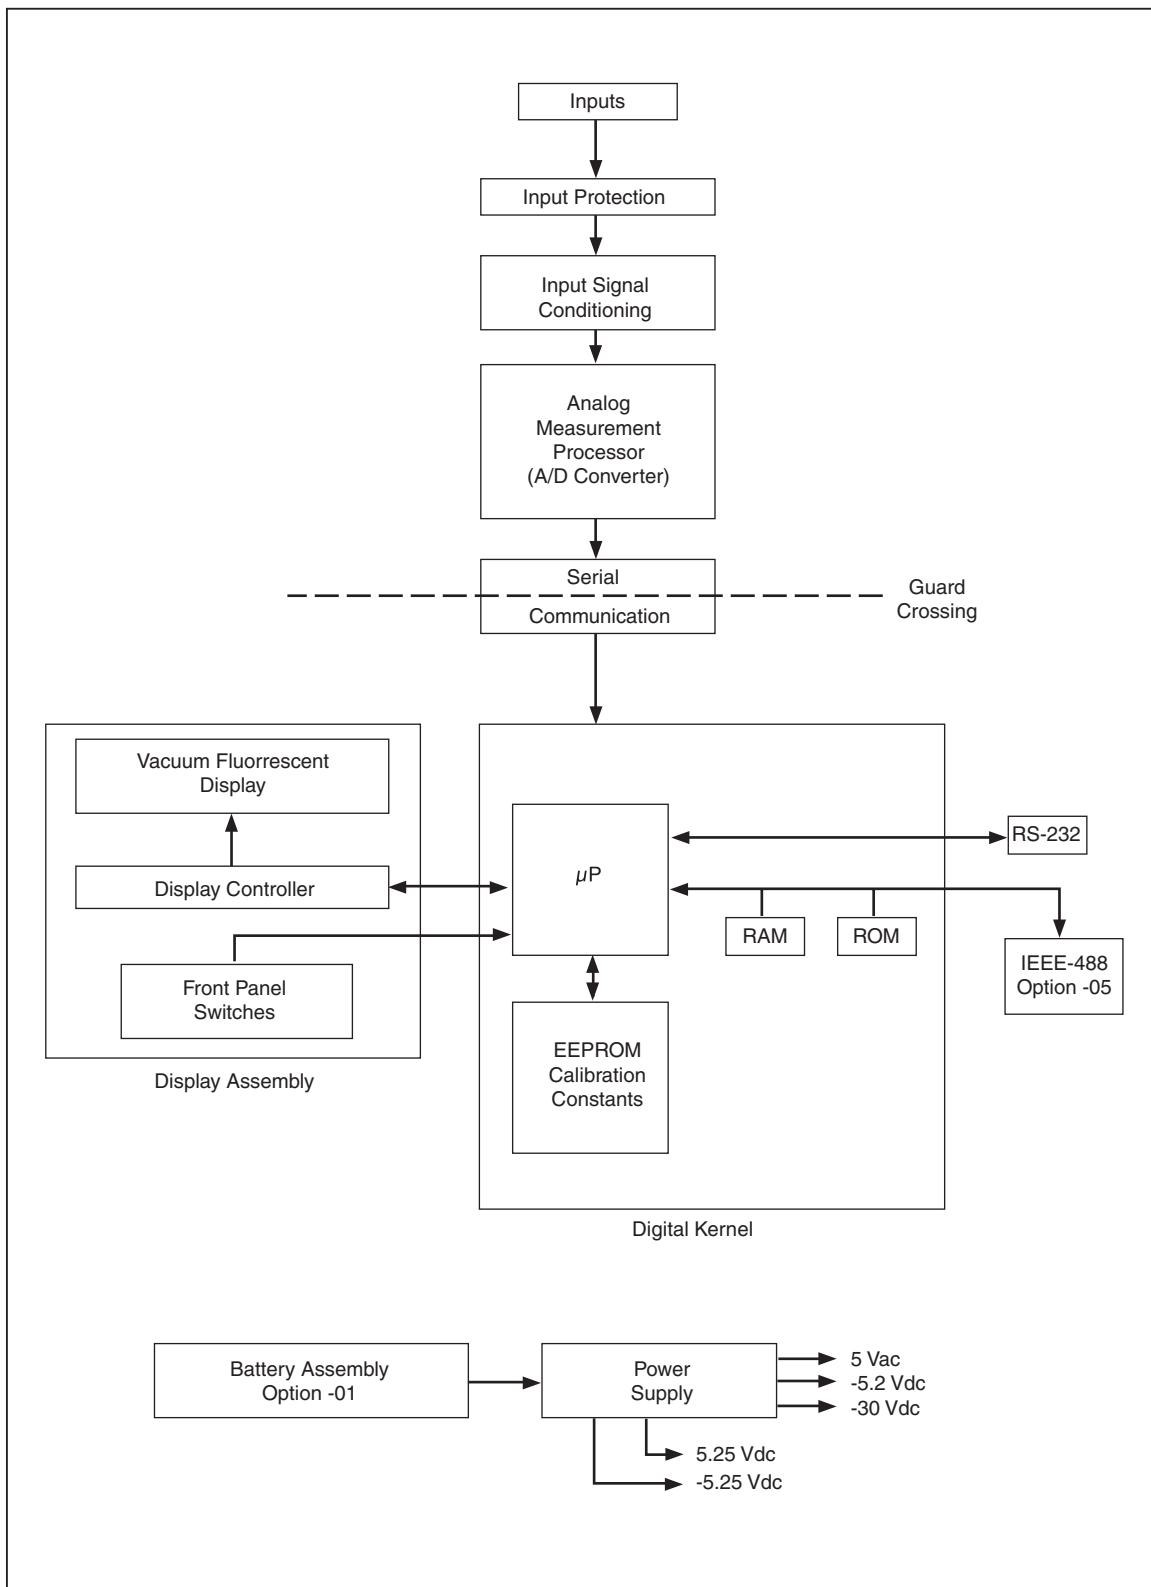 Inputs
Input Protection
Input Signal
Conditioning
Analog
Measurement
Processor
(A/D Converter)
Serial
Communication
Guard
Crossing
Vacuum Fluorrescent
Display
Display Controller
Front Panel
Switches
Display Assembly
µP
RS-232
RAM
ROM
IEEE-488
Option -05
EEPROM
Calibration
Constants
Digital Kernel
Battery Assembly
Option -01
Power
Supply
5 Vac
-5.2 Vdc
-30 Vdc
5.25 Vdc
-5.25 Vdc